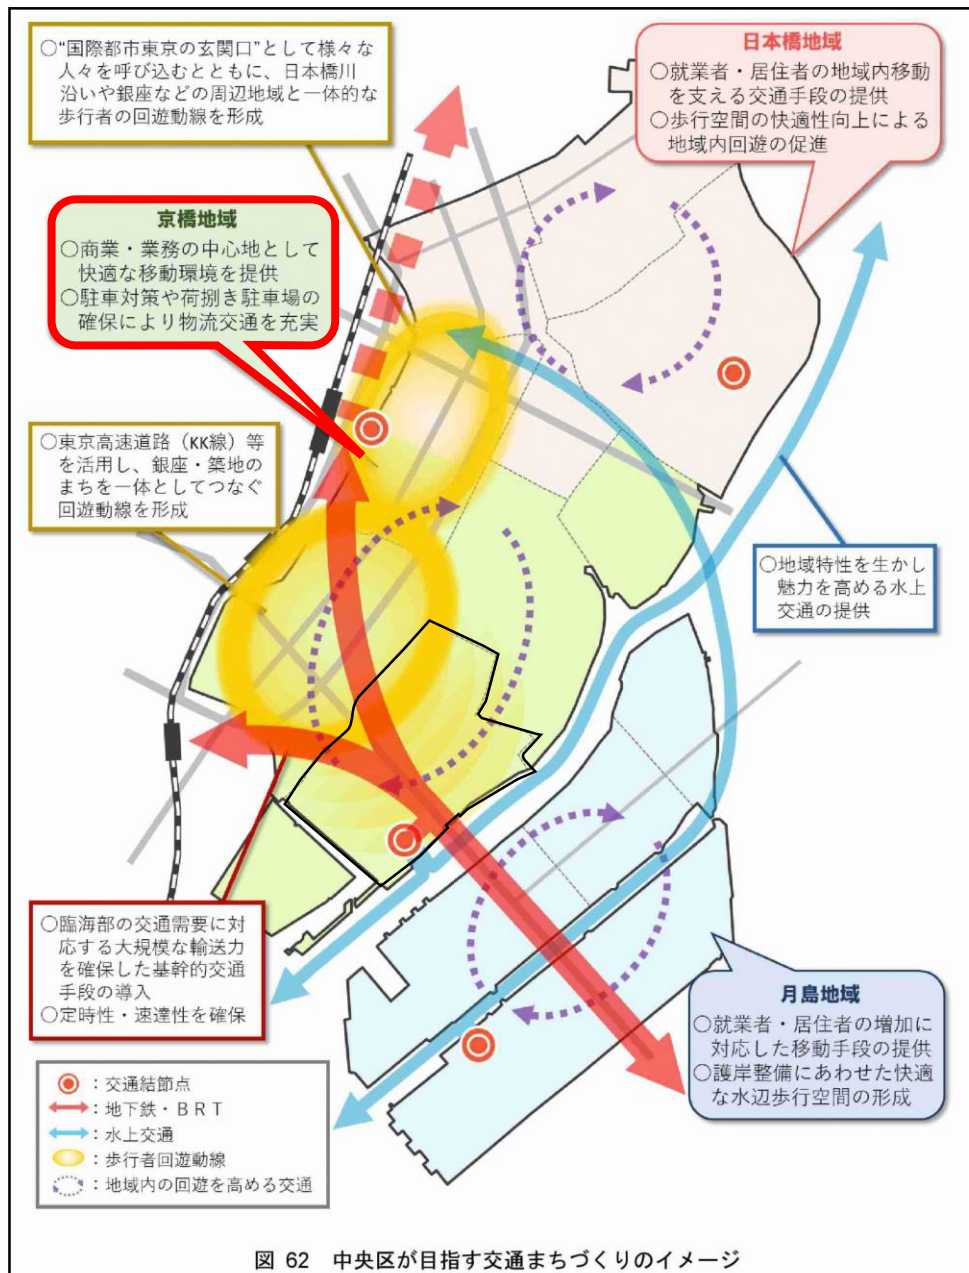 ○“国際都市東京の玄関口”として様々な
人々を呼び込むとともに、日本橋川
沿いや銀座などの周辺地域と一体的な
歩行者の回遊動線を形成
日本橋地域
○就業者・居住者の地域内移動
を支える交通手段の提供
○歩行空間の快適性向上による
地域内回遊の促進
京橋地域
○商業・業務の中心地として
快適な移動環境を提供
○駐車対策や荷捌き駐車場の
確保により物流交通を充実
○東京高速道路（KK線）等
を活用し、銀座・築地の
まちを一体としてつなぐ
回遊動線を形成
○地域特性を生かし
魅力を高める水上
交通の提供
○臨海部の交通需要に対
応する大規模な輸送力
を確保した基幹的交通
手段の導入
○定時性・速達性を確保
月島地域
○就業者・居住者の増加に
対応した移動手段の提供
○護岸整備にあわせた快適
な水辺歩行空間の形成
：交通結節点
：地下鉄・ＢＲＴ
：水上交通
：歩行者回遊動線
：地域内の回遊を高める交通
図 62 中央区が目指す交通まちづくりのイメージ